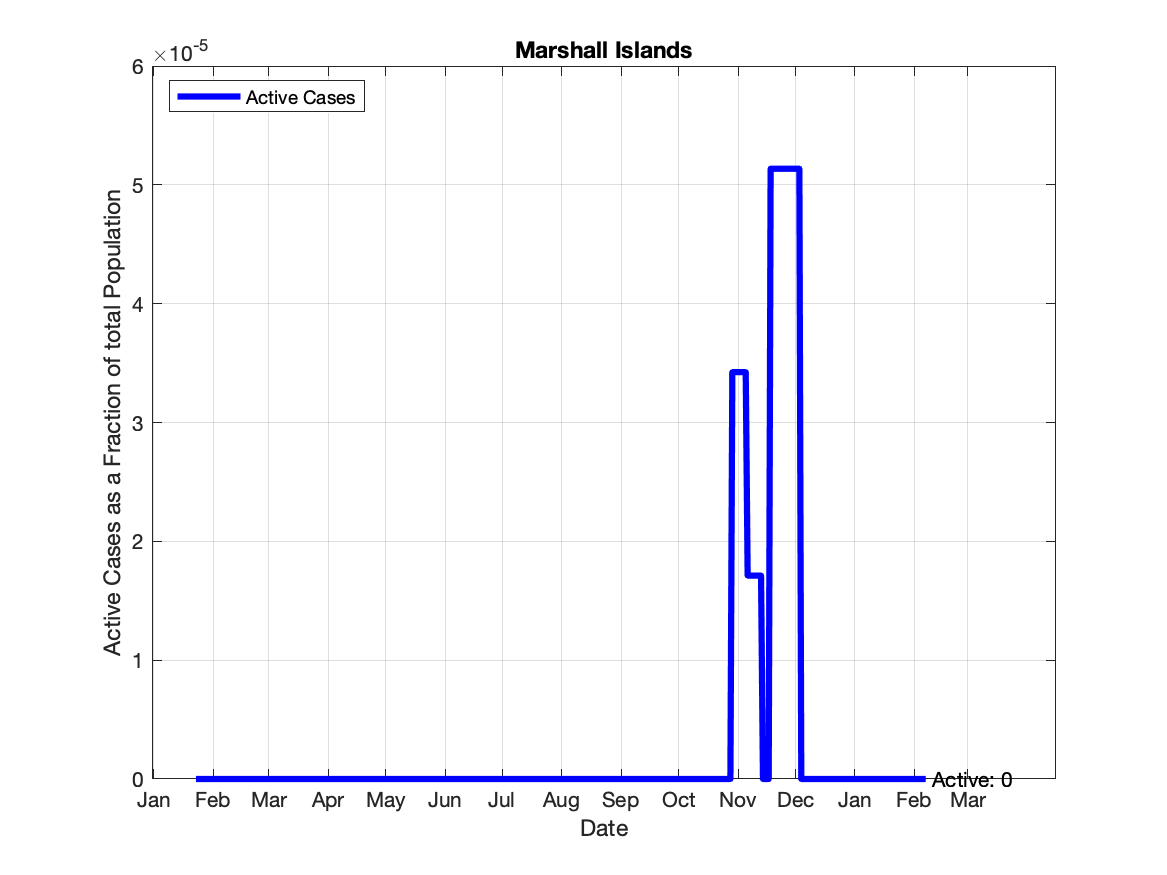 Marshall Islands
×10-5
Active Cases
6
5
4
3
2
1
0
Active Cases as a Fraction of total Population
Active: 0
Jan Feb Mar Apr May Jun Jul Aug Sep Oct Nov Dec Jan Feb Mar
Date